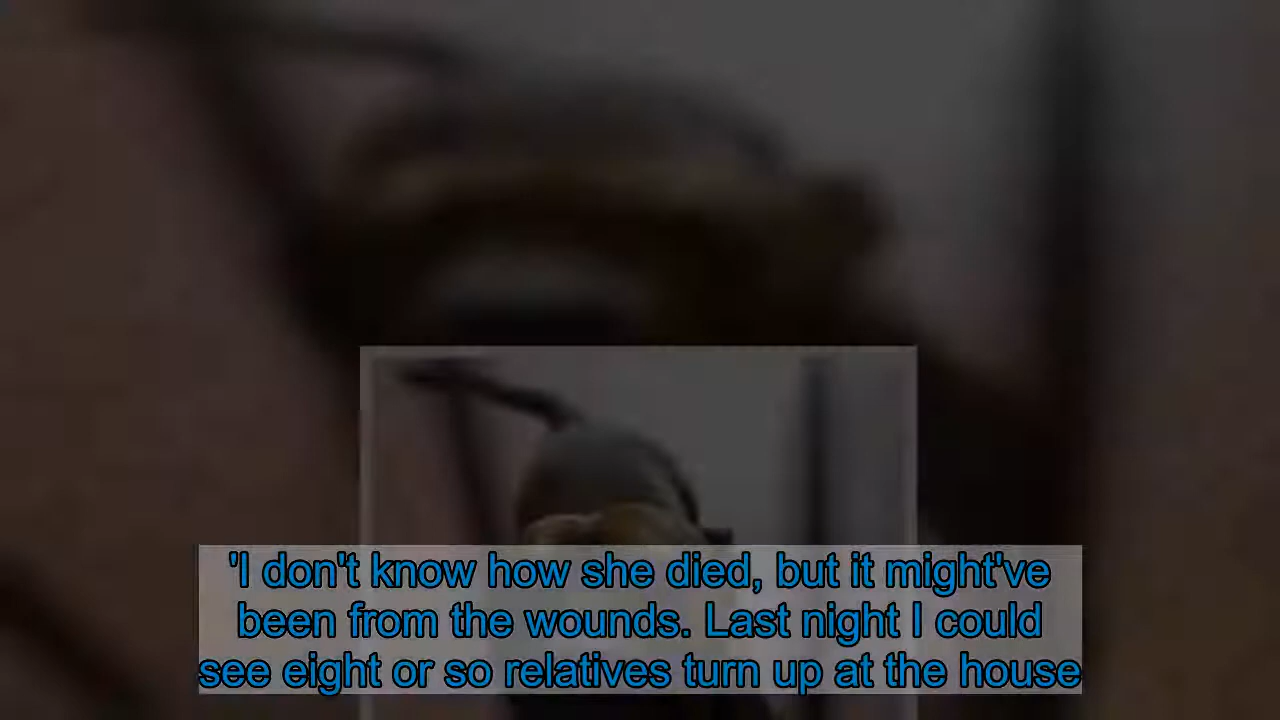 'I don't know how she died, but it might've
been from the wounds. Last night I could
see eight or so relatives turn up at the house